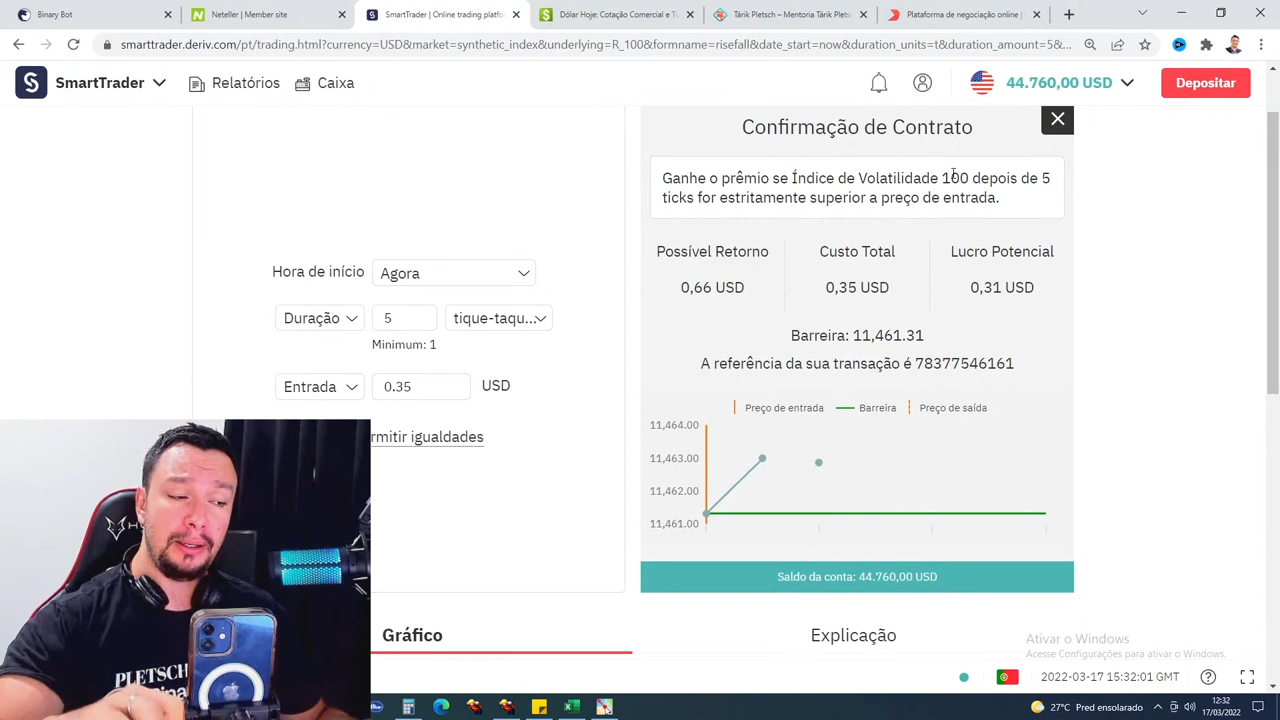 Binary Bot
Neteller | Member site
SmartTrader | Online trading platfo
Dólar Hoje: Cotação Comercial e Tu
Tárik Pletsch – Mentoria Tárik Pletsc
Plataforma de negociação online |
smarttrader.deriv.com/pt/trading.html?currency=USD&market=synthetic_index&underlying=R_100&formname=risefall&date_start=now&duration_units=t&duration_amount=5&...
S SmartTrader
Relatórios
Caixa
44.760,00 USD
Depositar
Confirmação de Contrato
Ganhe o prêmio se Índice de Volatilidade 100 depois de 5
ticks for estritamente superior a preço de entrada.
Possível Retorno
Custo Total
Lucro Potencial
0,66 USD
0,35 USD
0,31 USD
Barreira: 11,461.31
A referência da sua transação é 78377546161
Preço de entrada
Barreira
Preço de saída
11,464.00
11,463.00
11,462.00
11,461.00
Saldo da conta: 44.760,00 USD
Hora de início
Agora
Duração
5
tique-taqu...
Minimum: 1
Entrada
0.35
USD
rmitir igualdades
Gráfico
Explicação
PLETSCH
Ativar o Windows
Acesse Configurações para ativar o Windows.
2022-03-17 15:32:01 GMT
27°C Pred ensolarado
12:32
17/03/2022